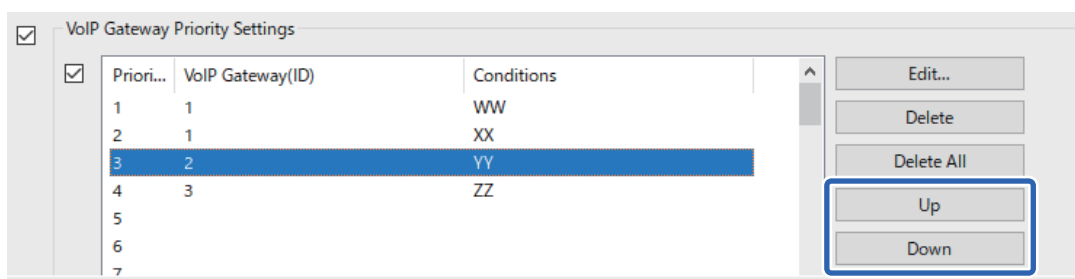 VoIP Gateway Priority Settings
Priori... VoIP Gateway(ID) Conditions
1 1 WW
2 1 XX
3 2 YY
4 3 ZZ
5
6
7
Edit...
Delete
Delete All
Up
Down